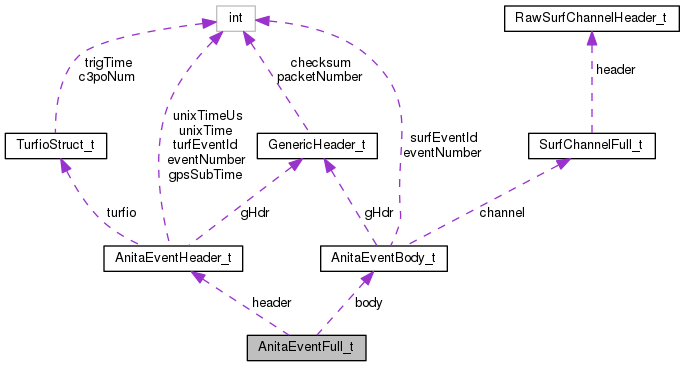 int
RawSurfChannelHeader_t
trigTime
c3poNum
checksum
packetNumber
header
unixTimeUs
unixTime
turfEventId
eventNumber
gpsSubTime
surfEventId
eventNumber
TurfioStruct_t
GenericHeader_t
SurfChannelFull_t
turfio
gHdr
gHdr
channel
AnitaEventHeader_t
AnitaEventBody_t
header
body
AnitaEventFull_t